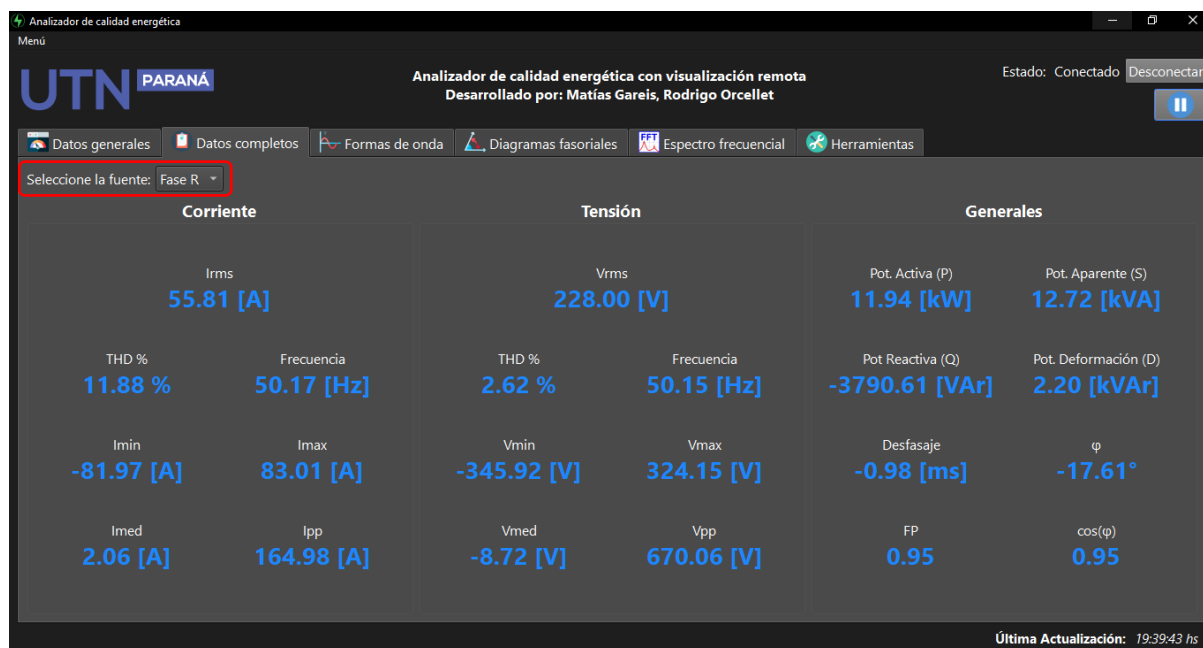 Analizador de calidad energética
Menú
UTN PARANÁ
Analizador de calidad energética con visualización remota
Desarrollado por: Matías Gareis, Rodrigo Orcellet
Estado: Conectado Desconectar
Datos generales Datos completos Formas de onda Diagramas fasoriales FFT Espectro frecuencial Herramientas
Seleccione la fuente: Fase R
Corriente Tensión Generales
Irms Vrms Pot. Activa (P) Pot. Aparente (S)
55.81 [A] 228.00 [V] 11.94 [kW] 12.72 [kVA]
THD % Frecuencia THD % Frecuencia Pot Reactiva (Q) Pot. Deformación (D)
11.88 % 50.17 [Hz] 2.62 % 50.15 [Hz] -3790.61 [VAr] 2.20 [kVAr]
Imin Imax Vmin Vmax Desfasaje φ
-81.97 [A] 83.01 [A] -345.92 [V] 324.15 [V] -0.98 [ms] -17.61°
Imed Ipp Vmed Vpp FP cos(φ)
2.06 [A] 164.98 [A] -8.72 [V] 670.06 [V] 0.95 0.95
Última Actualización: 19:39:43 hs